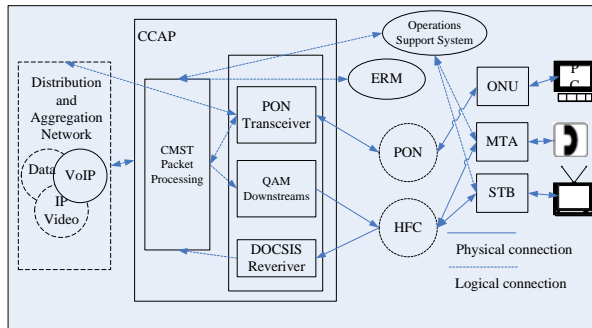 CCAP
Operations
Support System
ERM
Distribution
and
Aggregation
Network
Data
VoIP
IP
Video
CMST
Packet
Processing
PON
Transceiver
QAM
Downstreams
DOCSIS
Reveriver
PON
HFC
ONU
MTA
STB
P
C
Physical connection
Logical connection